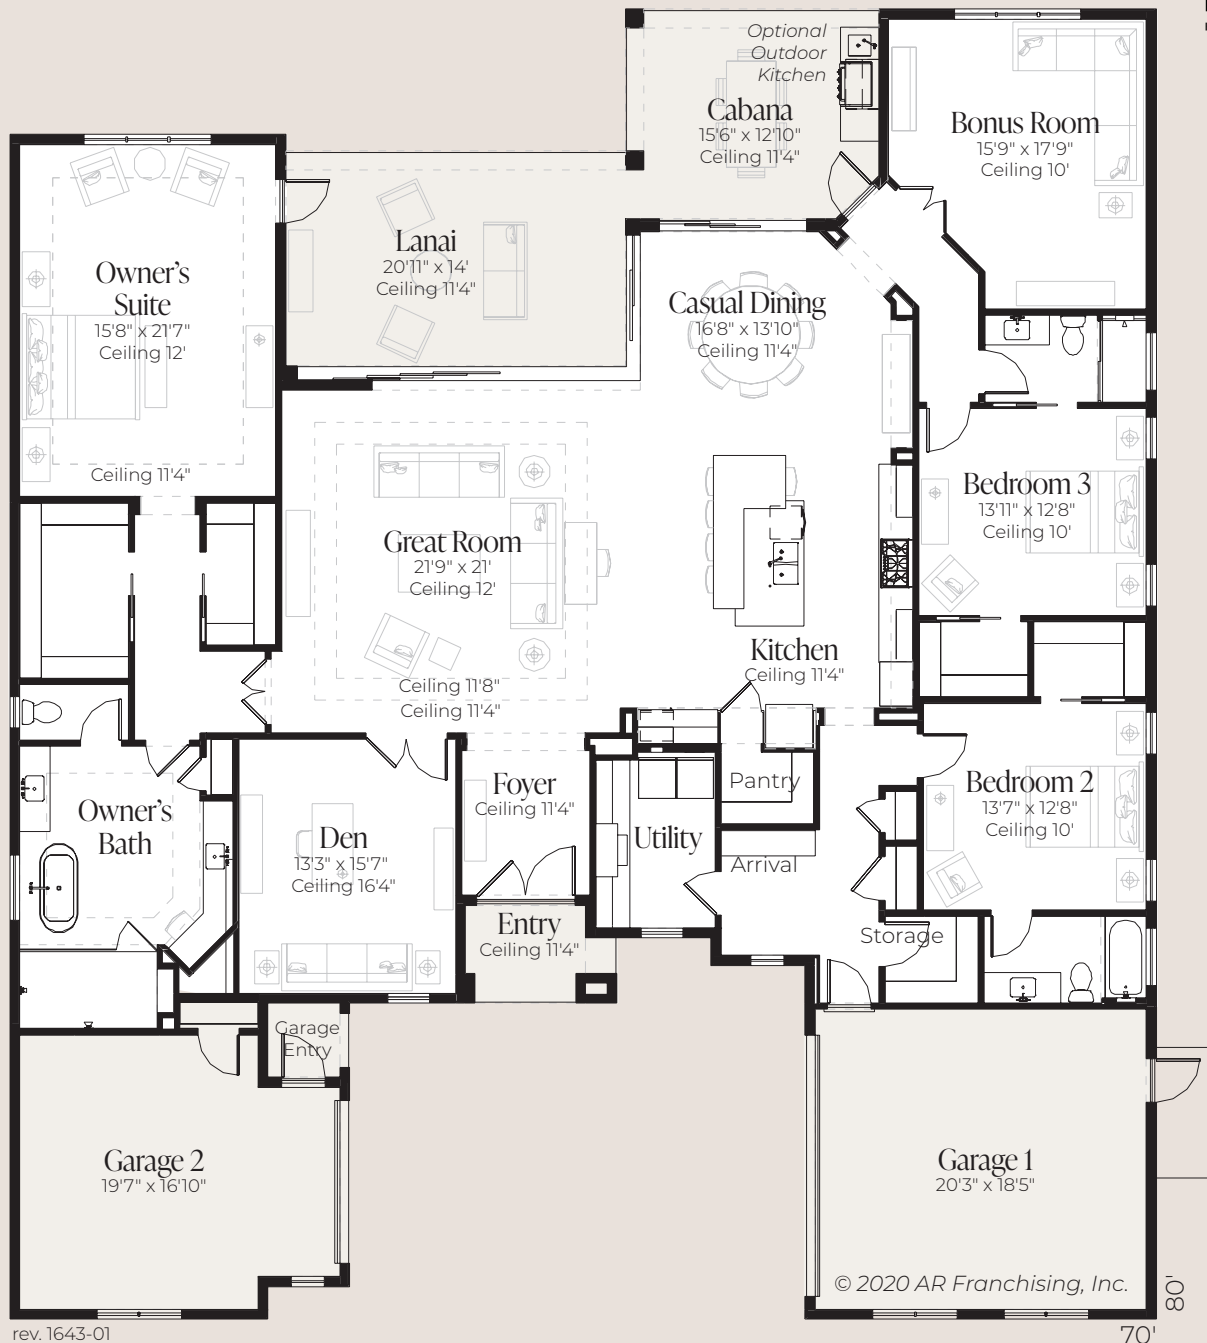 Optional
Outdoor
Kitchen
Cabana
15'6" x 12'10"
Ceiling 11'4"
Bonus Room
15'9" x 17'9"
Ceiling 10'
Owner's
Suite
15'8" x 21'7"
Ceiling 12'
Ceiling 11'4"
Lanai
20'11" x 14'
Ceiling 11'4"
Casual Dining
16'8" x 13'10"
Ceiling 11'4"
Great Room
21'9" x 21'
Ceiling 12'
Ceiling 11'8"
Ceiling 11'4"
Bedroom 3
13'11" x 12'8"
Ceiling 10'
Kitchen
Ceiling 11'4"
Owner's
Bath
Den
13'3" x 15'7"
Ceiling 16'4"
Foyer
Ceiling 11'4"
Utility
Pantry
Arrival
Bedroom 2
13'7" x 12'8"
Ceiling 10'
Entry
Ceiling 11'4"
Storage
Garage
Entry
Garage 2
19'7" x 16'10"
Garage 1
20'3" x 18'5"
© 2020 AR Franchising, Inc.
80'
rev. 1643-01
70'